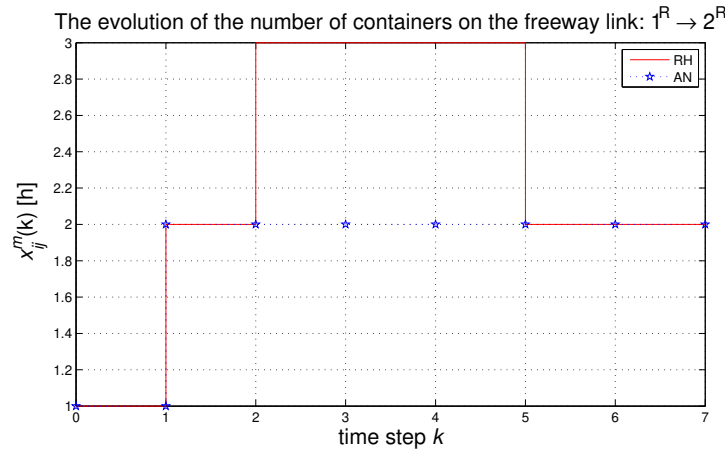 The evolution of the number of containers on the freeway link: 1^R → 2^R
3
2.8
2.6
2.4
2.2
2
1.8
1.6
1.4
1.2
1
x_ij^m(k) [h]
RH
AN
0 1 2 3 4 5 6 7
time step k